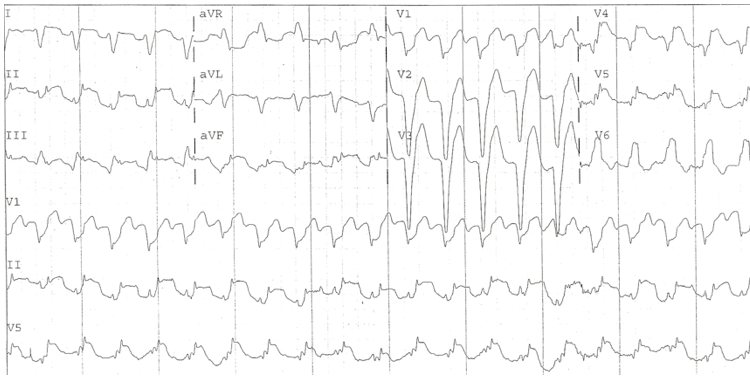 I aVR V1 V4
II aVL V2 V5
III aVF V3 V6
V1
II
V5